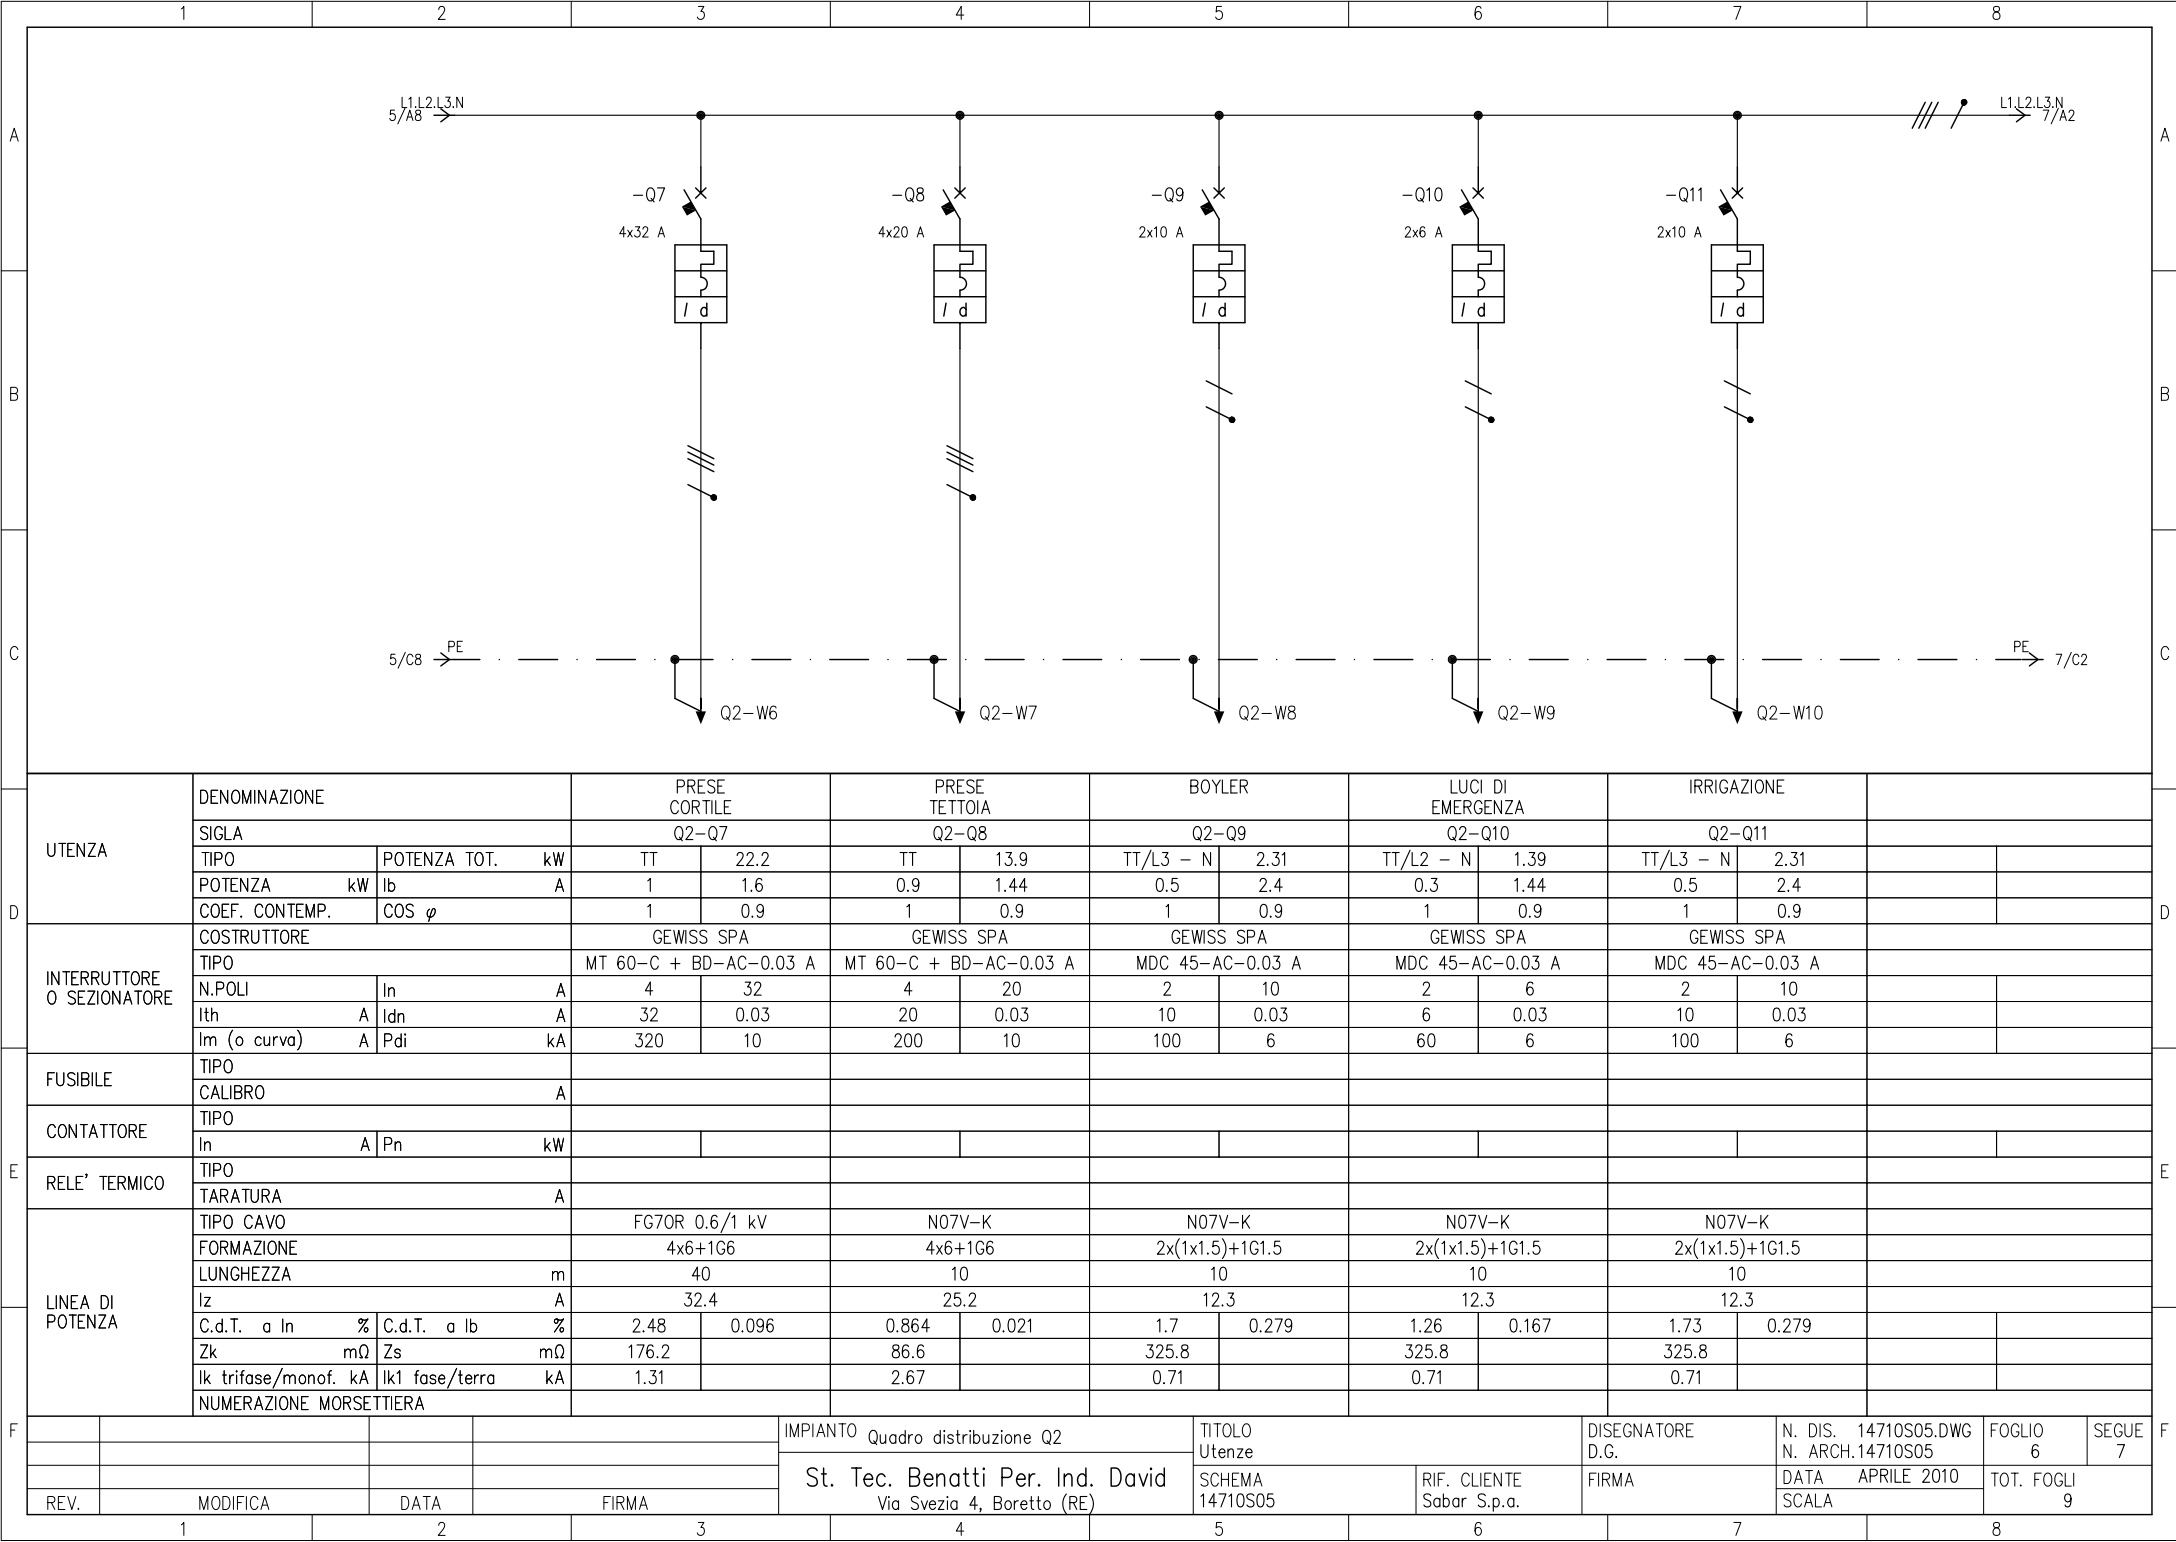 1 2 3 4 5 6 7 8
L1.L2.L3.N L1.L2.L3.N
5/A8 7/A2
A A
-Q7 -Q8 -Q9 -Q10 -Q11
4x32 A 4x20 A 2x10 A 2x6 A 2x10 A
I d I d I d I d I d
B B
C C
PE PE
5/C8 7/C2
Q2-W6 Q2-W7 Q2-W8 Q2-W9 Q2-W10
UTENZA
DENOMINAZIONE PRESE CORTILE PRESE TETTOIA BOYLER LUCI DI EMERGENZA IRRIGAZIONE
SIGLA Q2-Q7 Q2-Q8 Q2-Q9 Q2-Q10 Q2-Q11
TIPO POTENZA TOT. kW TT 22.2 TT 13.9 TT/L3 - N 2.31 TT/L2 - N 1.39 TT/L3 - N 2.31
POTENZA kW Ib A 1 1.6 0.9 1.44 0.5 2.4 0.3 1.44 0.5 2.4
D COEF. CONTEMP. COS φ 1 0.9 1 0.9 1 0.9 1 0.9 1 0.9 D
INTERRUTTORE
O SEZIONATORE
COSTRUTTORE GEWISS SPA GEWISS SPA GEWISS SPA GEWISS SPA GEWISS SPA
TIPO MT 60-C + BD-AC-0.03 A MT 60-C + BD-AC-0.03 A MDC 45-AC-0.03 A MDC 45-AC-0.03 A MDC 45-AC-0.03 A
N.POLI In A 4 32 4 20 2 10 2 6 2 10
Ith A Idn A 32 0.03 20 0.03 10 0.03 6 0.03 10 0.03
Im (o curva) A Pdi kA 320 10 200 10 100 6 60 6 100 6
FUSIBILE
TIPO
CALIBRO A
CONTATTORE
TIPO
In A Pn kW
E E
RELE' TERMICO
TIPO
TARATURA A
LINEA DI
POTENZA
TIPO CAVO FG7OR 0.6/1 kV N07V-K N07V-K N07V-K N07V-K
FORMAZIONE 4x6+1G6 4x6+1G6 2x(1x1.5)+1G1.5 2x(1x1.5)+1G1.5 2x(1x1.5)+1G1.5
LUNGHEZZA m 40 10 10 10 10
Iz A 32.4 25.2 12.3 12.3 12.3
C.d.T. a In % C.d.T. a Ib % 2.48 0.096 0.864 0.021 1.7 0.279 1.26 0.167 1.73 0.279
Zk mΩ Zs mΩ 176.2 86.6 325.8 325.8 325.8
Ik trifase/monof. kA Ik1 fase/terra kA 1.31 2.67 0.71 0.71 0.71
NUMERAZIONE MORSETTIERA
F F
REV. MODIFICA DATA FIRMA
IMPIANTO Quadro distribuzione Q2
St. Tec. Benatti Per. Ind. David
Via Svezia 4, Boretto (RE)
TITOLO
Utenze
SCHEMA
14710S05
RIF. CLIENTE
Sabar S.p.a.
DISEGNATORE
D.G.
FIRMA
N. DIS. 14710S05.DWG
N. ARCH.14710S05
DATA APRILE 2010
SCALA
FOGLIO
6
SEGUE
7
TOT. FOGLI
9
1 2 3 4 5 6 7 8